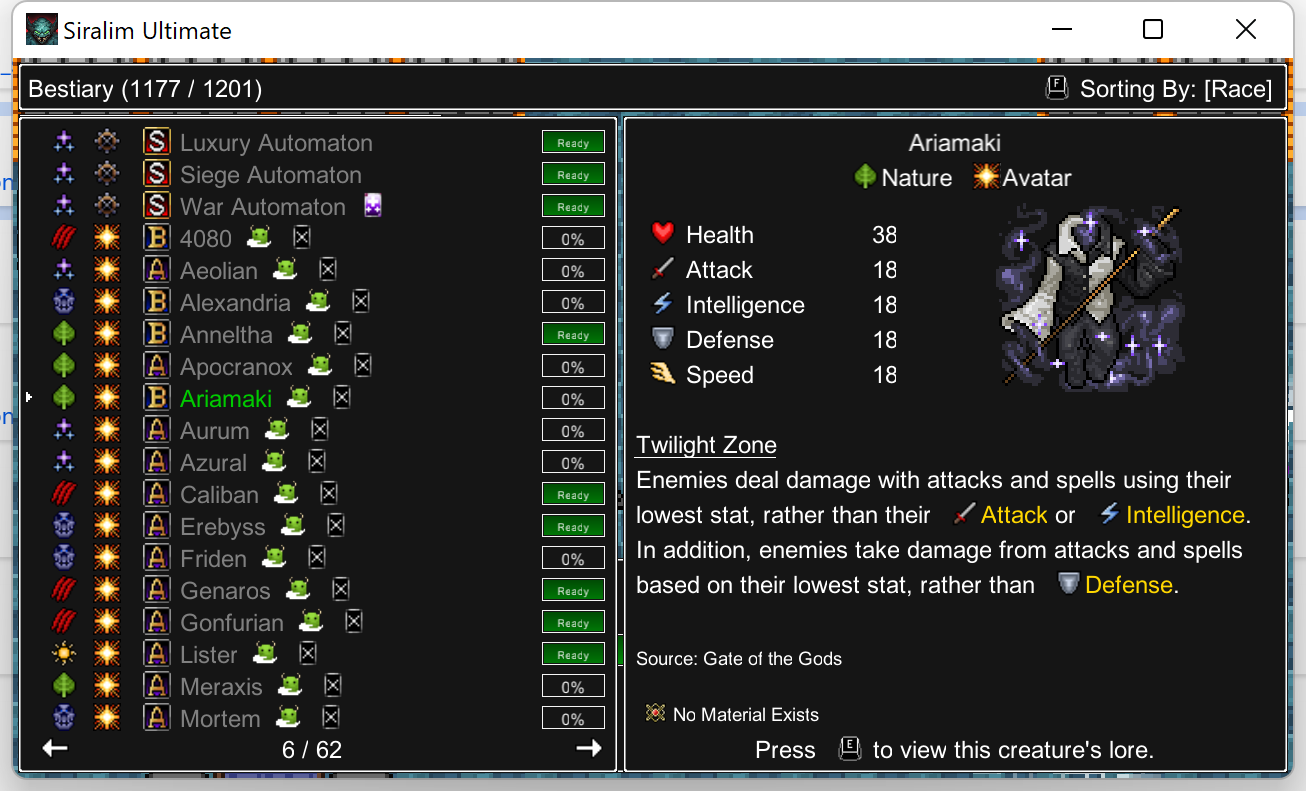 Siralim Ultimate
Bestiary (1177 / 1201)
F Sorting By: [Race]
S Luxury Automaton Ready
S Siege Automaton Ready
S War Automaton Ready
B 4080 0%
A Aeolian 0%
B Alexandria 0%
B Anneltha Ready
A Apocranox 0%
B Ariamaki 0%
A Aurum 0%
A Azural 0%
A Caliban Ready
A Erebyss Ready
A Friden 0%
A Genaros Ready
A Gonfurian Ready
A Lister Ready
A Meraxis 0%
A Mortem 0%
6 / 62
Ariamaki
Nature Avatar
Health 38
Attack 18
Intelligence 18
Defense 18
Speed 18
Twilight Zone
Enemies deal damage with attacks and spells using their
lowest stat, rather than their Attack or Intelligence.
In addition, enemies take damage from attacks and spells
based on their lowest stat, rather than Defense.
Source: Gate of the Gods
No Material Exists
Press E to view this creature's lore.